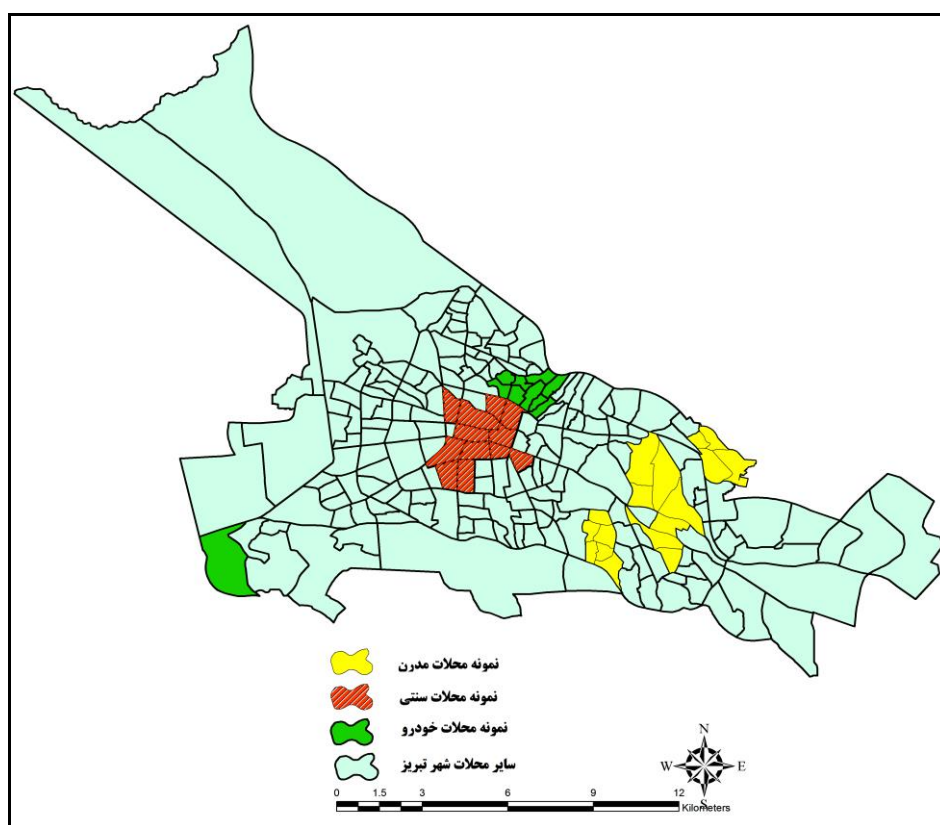 نمونه محلات مدرن
نمونه محلات سنتی
نمونه محلات خودرو
سایر محلات شهر تبریز
N
W E
S
0 1.5 3 6 9 12
Kilometers